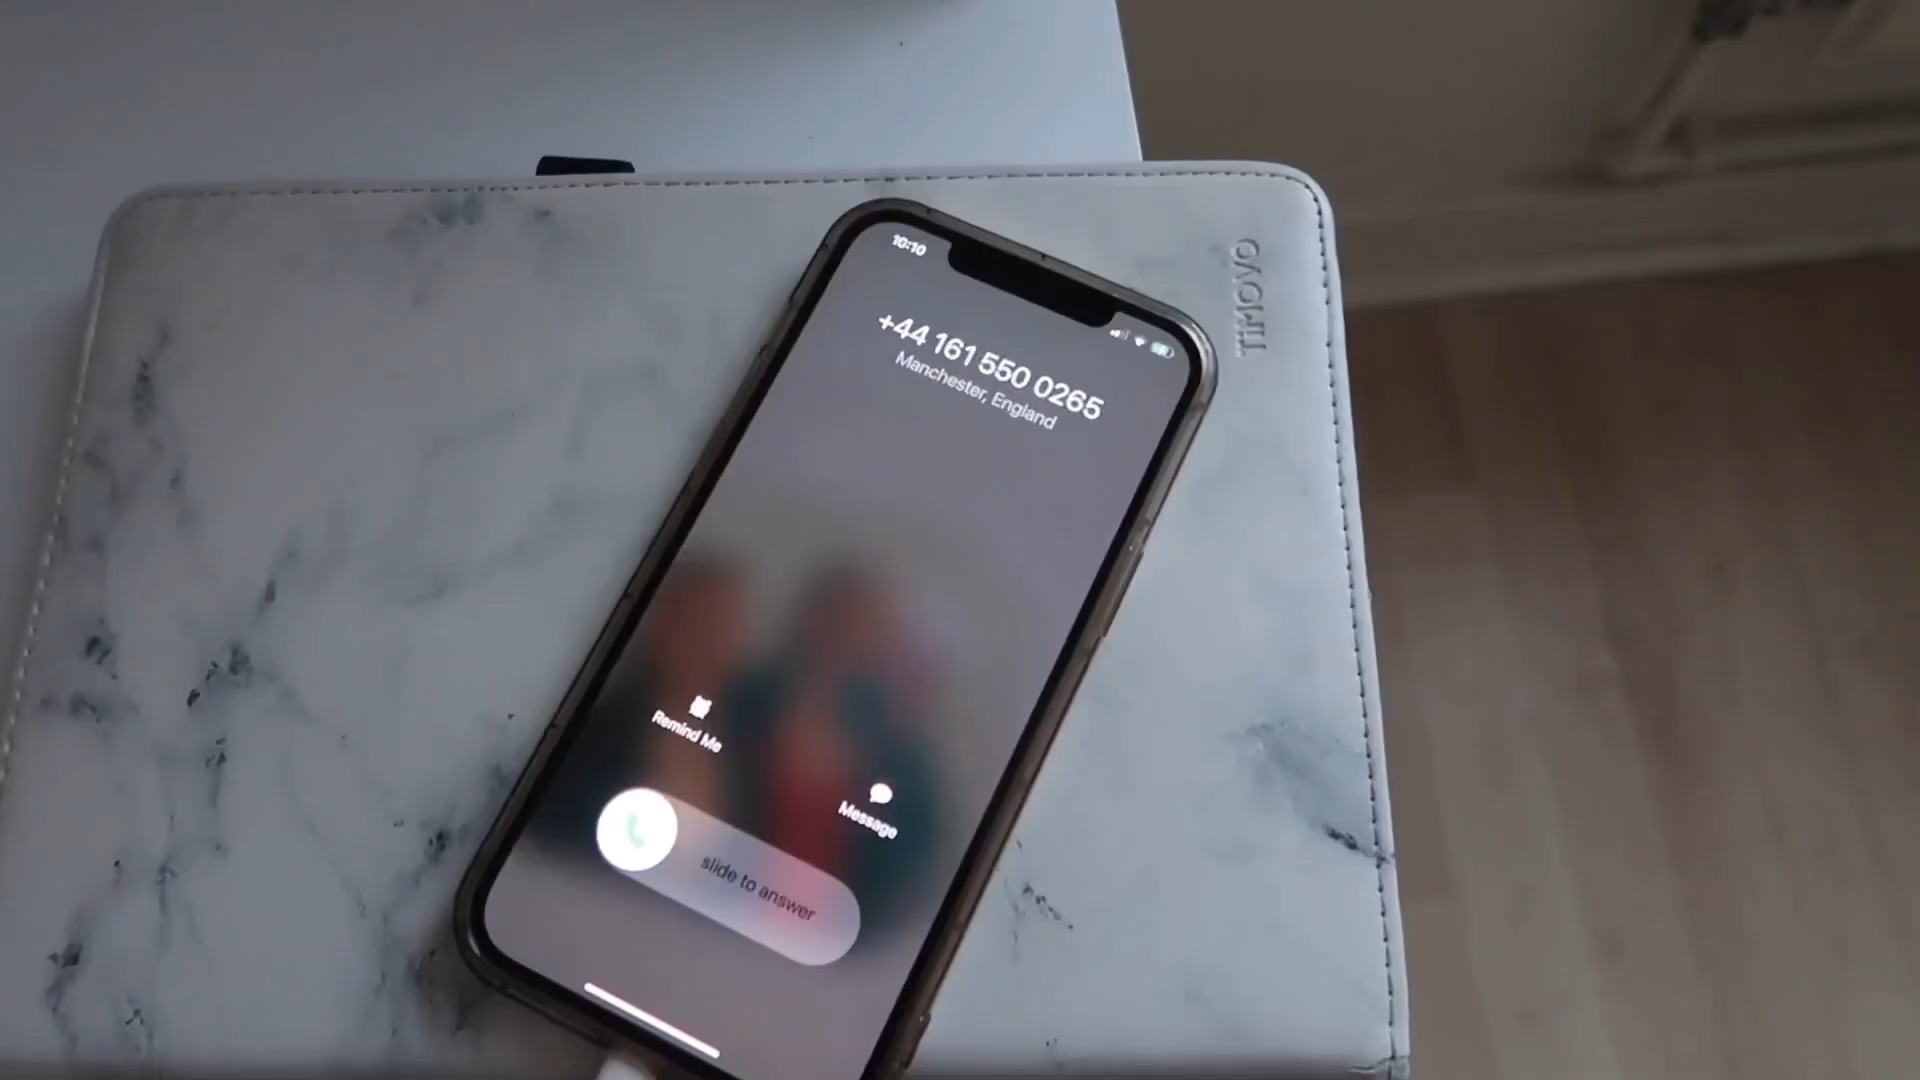 10:10
+44 161 550 0265
Manchester, England
TiMOVO
Remind Me
Message
slide to answer